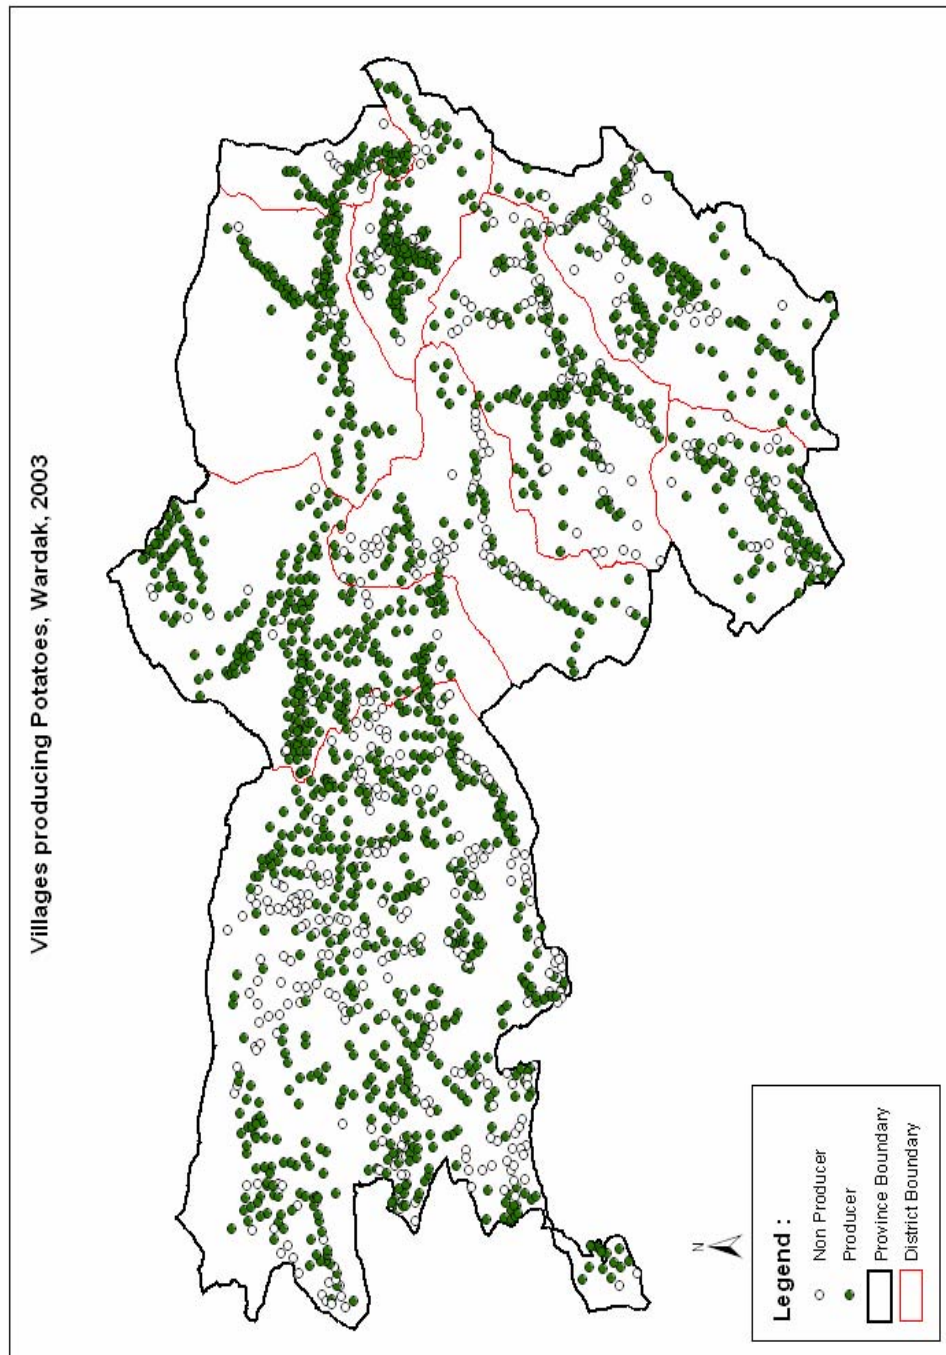 Villages producing Potatoes, Wardak, 2003
N
Legend :
Non Producer
Producer
Province Boundary
District Boundary